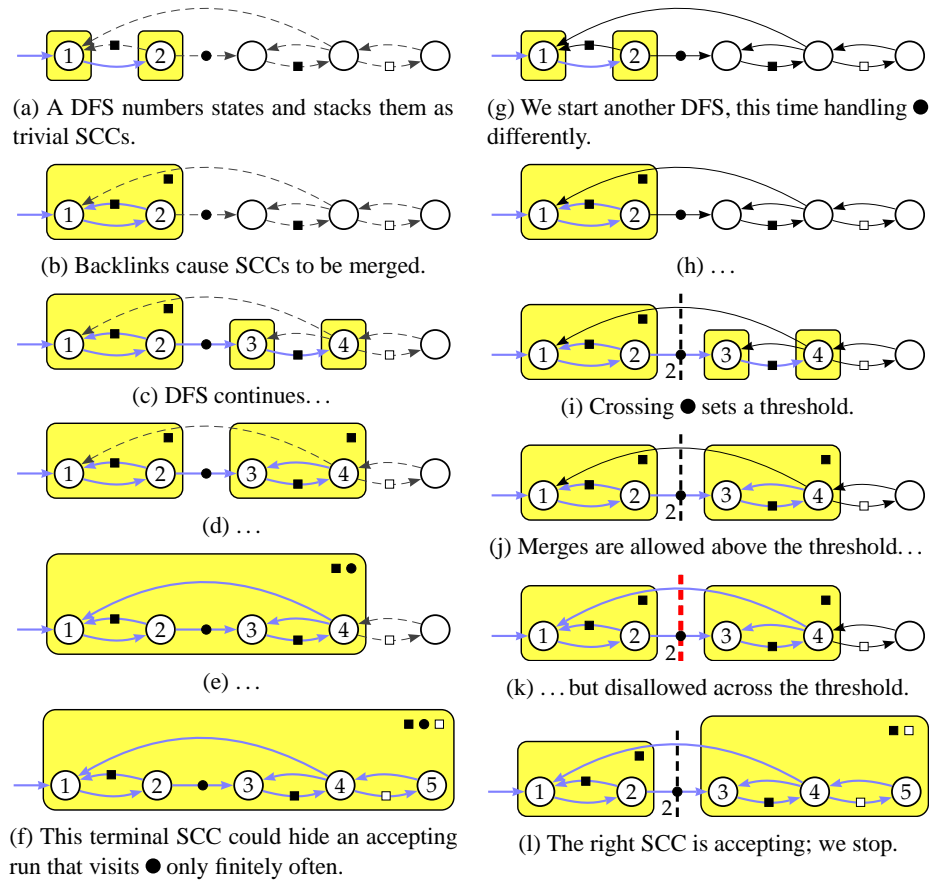 1 2
(a) A DFS numbers states and stacks them as
trivial SCCs.
1 2
(b) Backlinks cause SCCs to be merged.
1 2 3 4
(c) DFS continues. . .
1 2 3 4
(d) . . .
1 2 3 4
(e) . . .
1 2 3 4 5
(f) This terminal SCC could hide an accepting
run that visits ● only finitely often.
1 2
(g) We start another DFS, this time handling ●
differently.
1 2
(h) . . .
1 2 3 4
2
(i) Crossing ● sets a threshold.
1 2 3 4
2
(j) Merges are allowed above the threshold. . .
1 2 3 4
2
(k) . . . but disallowed across the threshold.
1 2 3 4 5
2
(l) The right SCC is accepting; we stop.